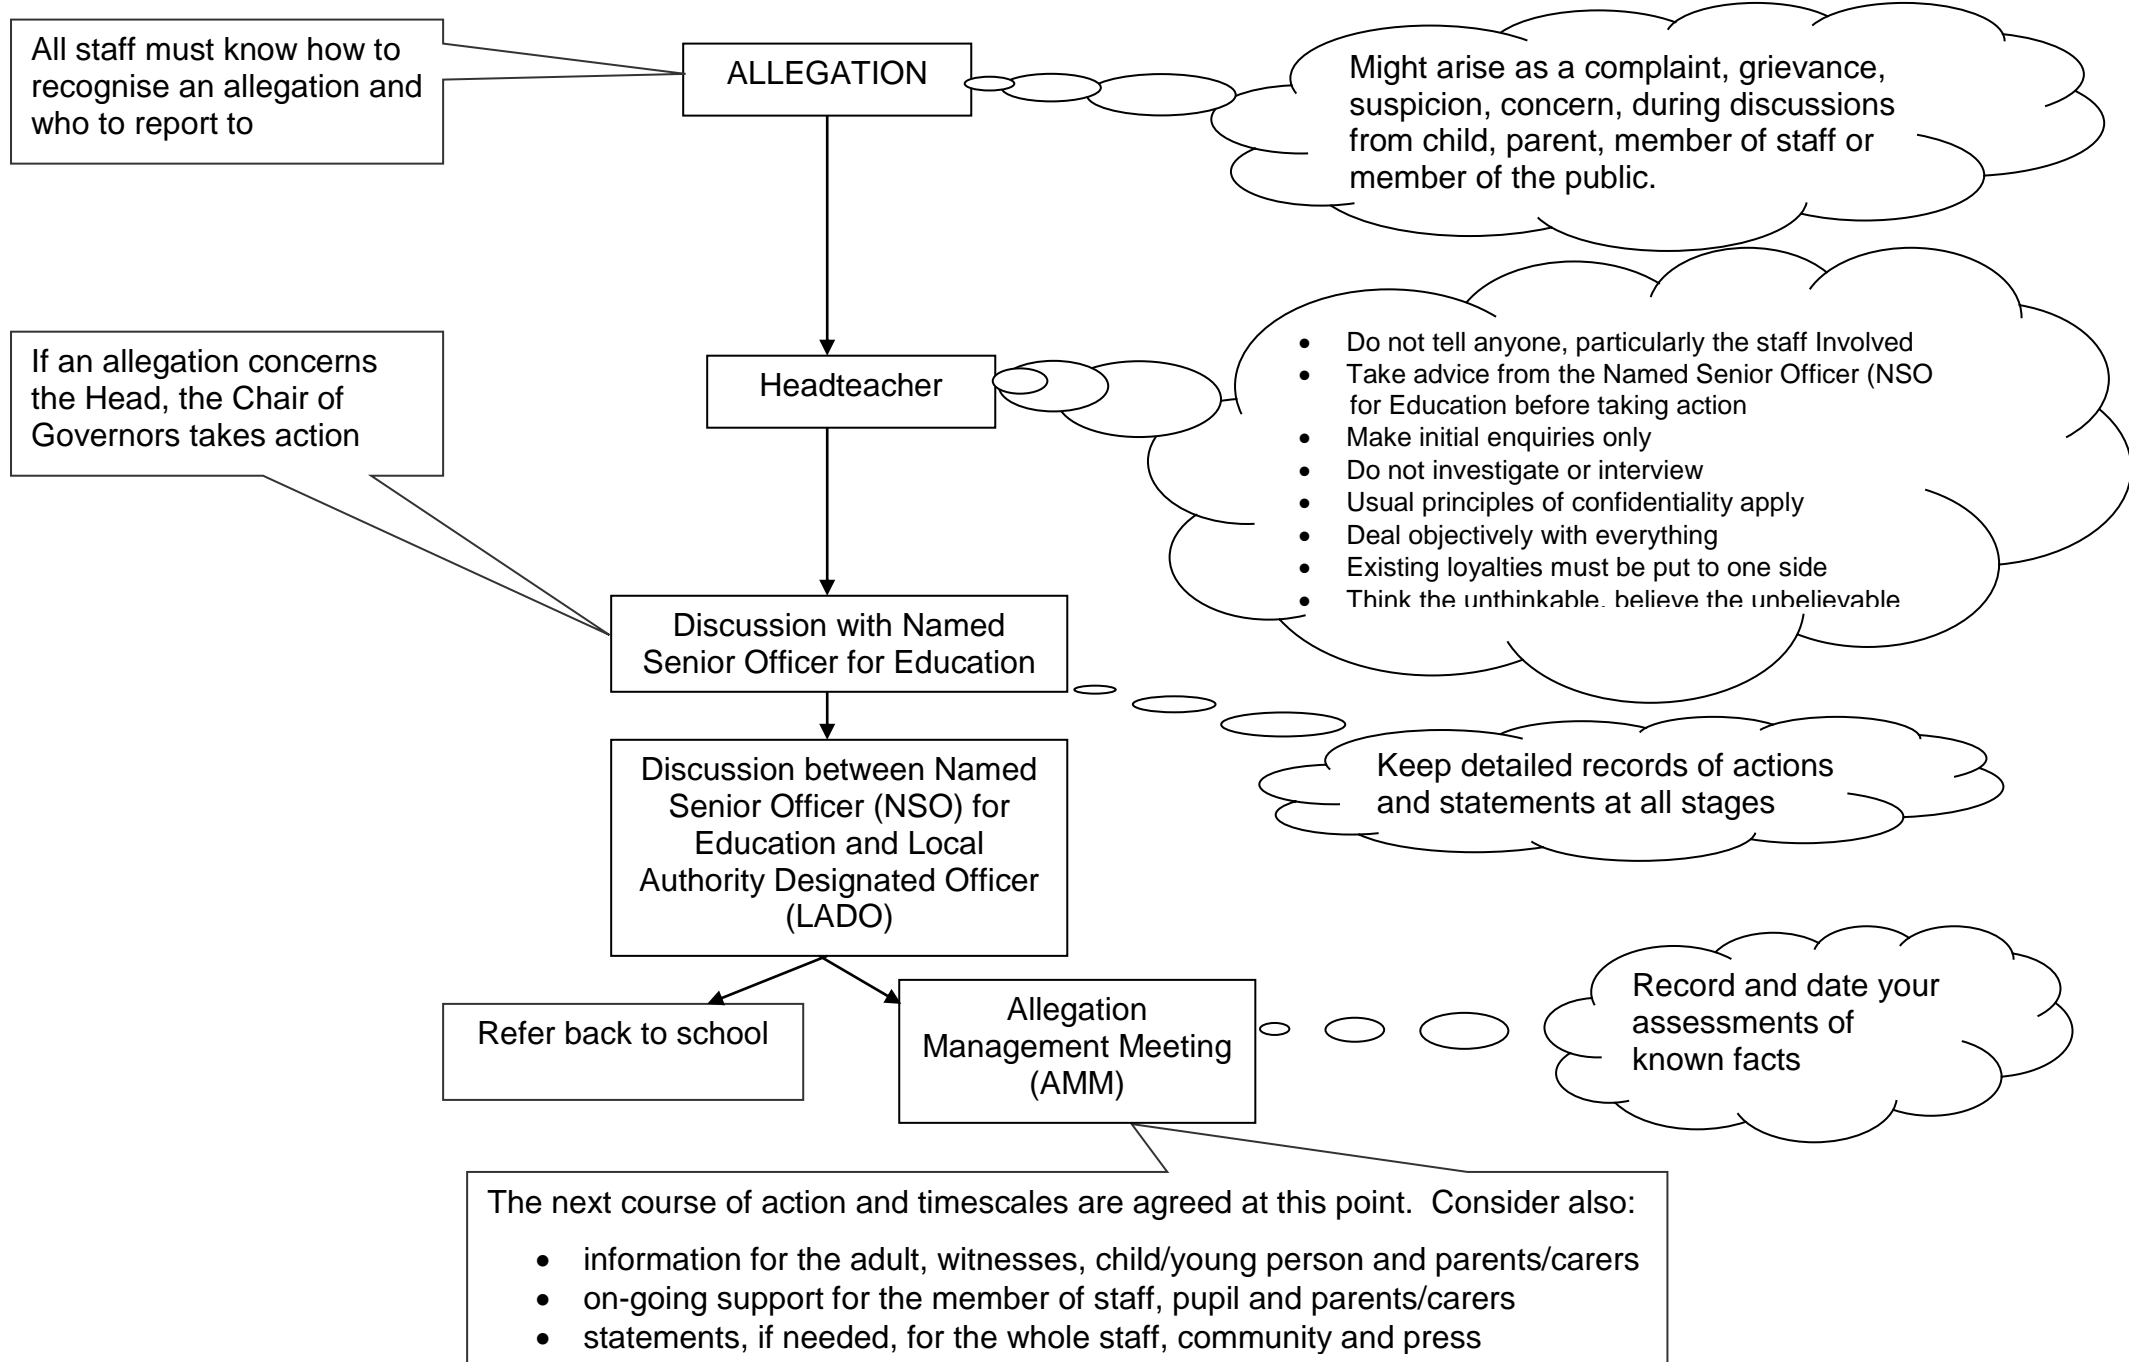 All staff must know how to
recognise an allegation and
who to report to
ALLEGATION
Might arise as a complaint, grievance,
suspicion, concern, during discussions
from child, parent, member of staff or
member of the public.
If an allegation concerns
the Head, the Chair of
Governors takes action
Headteacher
• Do not tell anyone, particularly the staff Involved
• Take advice from the Named Senior Officer (NSO
for Education before taking action
• Make initial enquiries only
• Do not investigate or interview
• Usual principles of confidentiality apply
• Deal objectively with everything
• Existing loyalties must be put to one side
• Think the unthinkable, believe the unbelievable
Discussion with Named
Senior Officer for Education
Keep detailed records of actions
and statements at all stages
Discussion between Named
Senior Officer (NSO) for
Education and Local
Authority Designated Officer
(LADO)
Refer back to school
Allegation
Management Meeting
(AMM)
Record and date your
assessments of
known facts
The next course of action and timescales are agreed at this point.  Consider also:
• information for the adult, witnesses, child/young person and parents/carers
• on-going support for the member of staff, pupil and parents/carers
• statements, if needed, for the whole staff, community and press